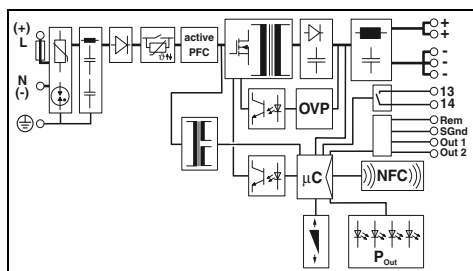 (+)
+
L
+
active
PFC
-
-
N
-
(-)
ϑ
OVP
13
14
Rem
SGnd
Out 1
Out 2
μC
NFC
P Out